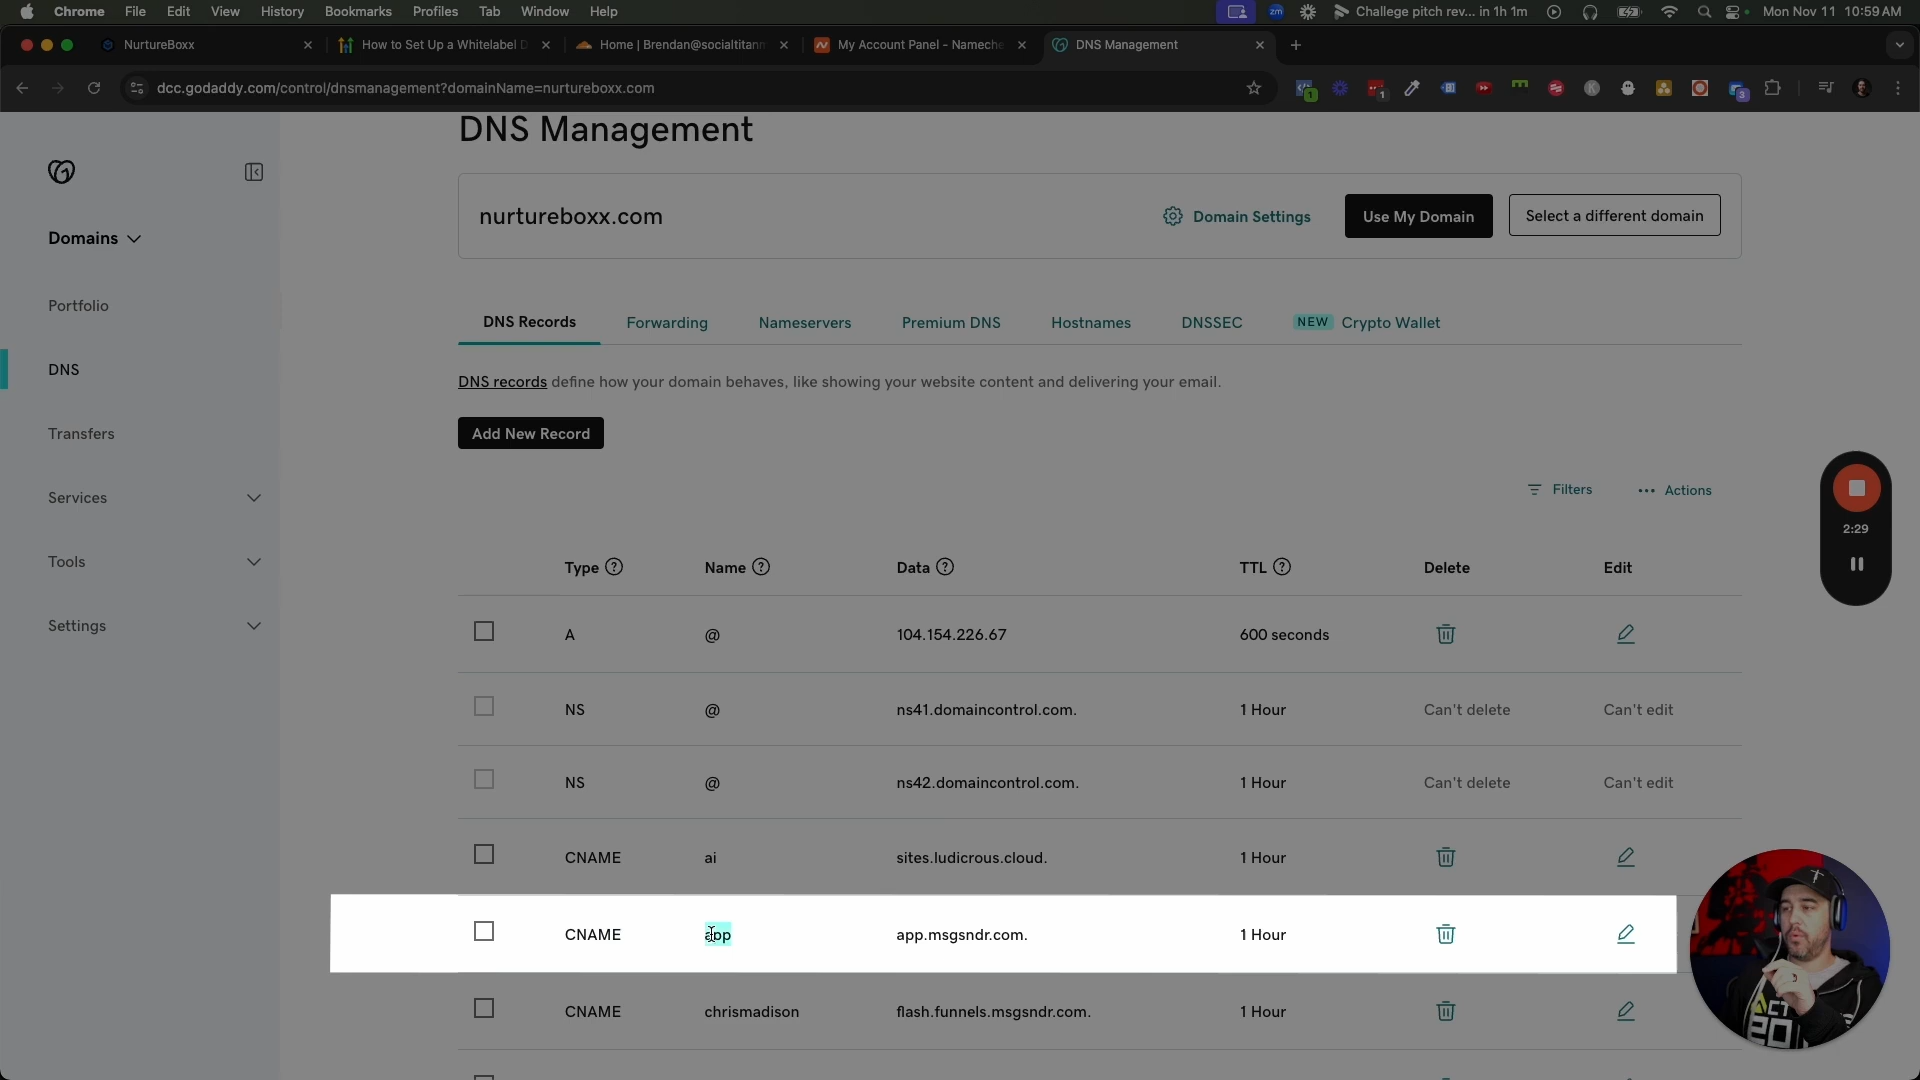 Chrome File Edit View History Bookmarks Profiles Tab Window Help zm Challege pitch rev... in 1h 1m Mon Nov 11 10:59 AM
NurtureBoxx How to Set Up a Whitelabel D Home | Brendan@socialtitanm My Account Panel - Nameche DNS Management
dcc.godaddy.com/control/dnsmanagement?domainName=nurtureboxx.com
DNS Management
nurtureboxx.com Domain Settings Use My Domain Select a different domain
Domains
Portfolio
DNS
Transfers
Services
Tools
Settings
DNS Records Forwarding Nameservers Premium DNS Hostnames DNSSEC NEW Crypto Wallet
DNS records define how your domain behaves, like showing your website content and delivering your email.
Add New Record
Filters ... Actions
2:29
Type ? Name ? Data ? TTL ? Delete Edit
A @ 104.154.226.67 600 seconds
NS @ ns41.domaincontrol.com. 1 Hour Can't delete Can't edit
NS @ ns42.domaincontrol.com. 1 Hour Can't delete Can't edit
CNAME ai sites.ludicrous.cloud. 1 Hour
CNAME app app.msgsndr.com. 1 Hour
CNAME chrismadison flash.funnels.msgsndr.com. 1 Hour